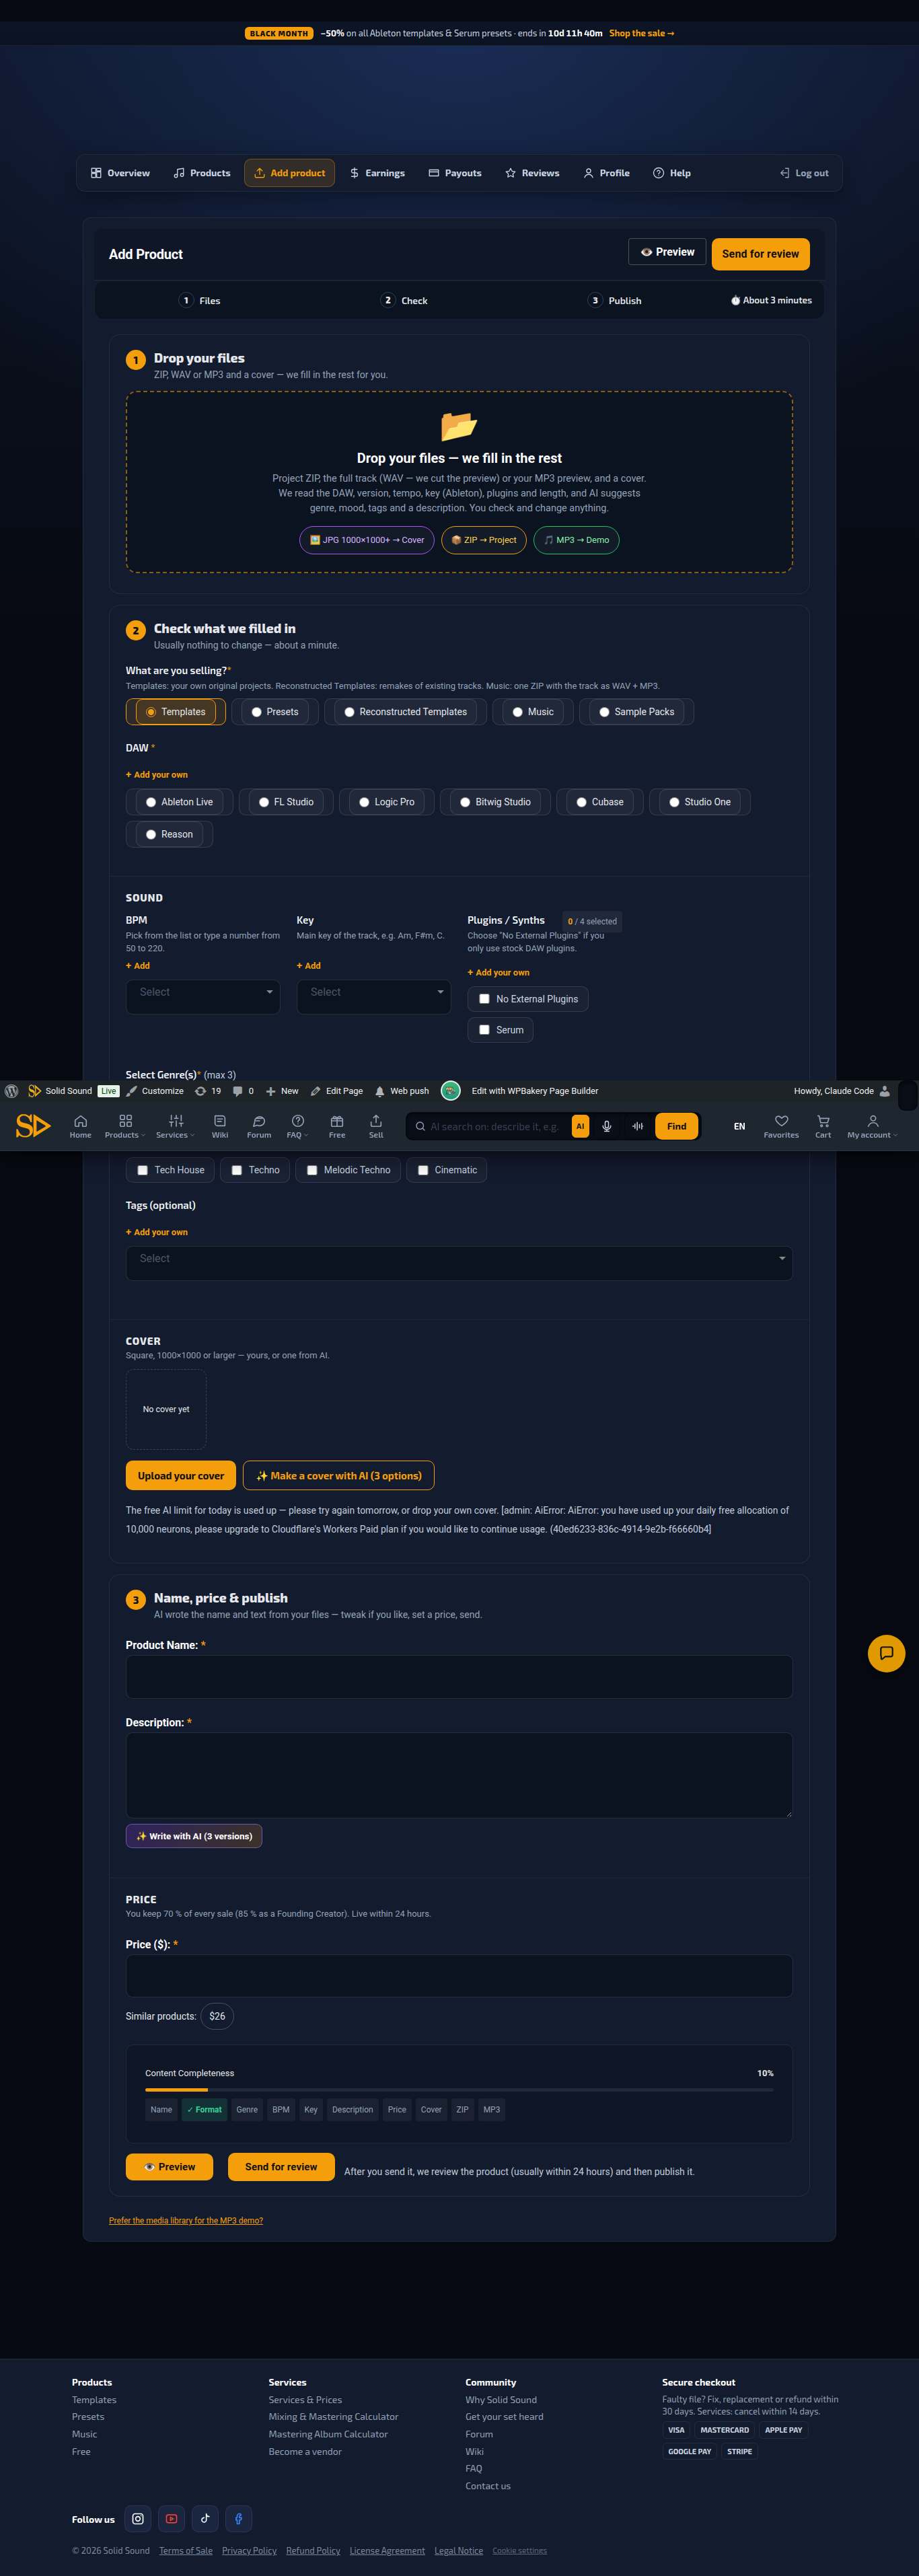 BLACK MONTH −50% on all Ableton templates & Serum presets · ends in 10d 11h 40m Shop the sale →
Overview Products Add product Earnings Payouts Reviews Profile Help Log out
Add Product
Preview Send for review
1 Files 2 Check 3 Publish About 3 minutes
1 Drop your files
ZIP, WAV or MP3 and a cover — we fill in the rest for you.
Drop your files — we fill in the rest
Project ZIP, the full track (WAV — we cut the preview) or your MP3 preview, and a cover.
We read the DAW, version, tempo, key (Ableton), plugins and length, and AI suggests
genre, mood, tags and a description. You check and change anything.
JPG 1000×1000+ → Cover ZIP → Project MP3 → Demo
2 Check what we filled in
Usually nothing to change — about a minute.
What are you selling?*
Templates: your own original projects. Reconstructed Templates: remakes of existing tracks. Music: one ZIP with the track as WAV + MP3.
Templates Presets Reconstructed Templates Music Sample Packs
DAW *
+ Add your own
Ableton Live FL Studio Logic Pro Bitwig Studio Cubase Studio One
Reason
SOUND
BPM
Pick from the list or type a number from
50 to 220.
+ Add
Select
Key
Main key of the track, e.g. Am, F#m, C.
+ Add
Select
Plugins / Synths 0 / 4 selected
Choose "No External Plugins" if you
only use stock DAW plugins.
+ Add your own
No External Plugins
Serum
Select Genre(s)* (max 3)
Solid Sound Live Customize 19 0 New Edit Page Web push Edit with WPBakery Page Builder Howdy, Claude Code
Home Products Services Wiki Forum FAQ Free Sell AI search on: describe it, e.g. AI Find EN Favorites Cart My account
Tech House Techno Melodic Techno Cinematic
Tags (optional)
+ Add your own
Select
COVER
Square, 1000×1000 or larger — yours, or one from AI.
No cover yet
Upload your cover ✨ Make a cover with AI (3 options)
The free AI limit for today is used up — please try again tomorrow, or drop your own cover. [admin: AiError: AiError: you have used up your daily free allocation of
10,000 neurons, please upgrade to Cloudflare's Workers Paid plan if you would like to continue usage. (40ed6233-836c-4914-9e2b-f66660b4]
3 Name, price & publish
AI wrote the name and text from your files — tweak if you like, set a price, send.
Product Name: *
Description: *
✨ Write with AI (3 versions)
PRICE
You keep 70 % of every sale (85 % as a Founding Creator). Live within 24 hours.
Price ($): *
Similar products: $26
Content Completeness 10%
Name ✓ Format Genre BPM Key Description Price Cover ZIP MP3
Preview Send for review After you send it, we review the product (usually within 24 hours) and then publish it.
Prefer the media library for the MP3 demo?
Products
Templates
Presets
Music
Free
Services
Services & Prices
Mixing & Mastering Calculator
Mastering Album Calculator
Become a vendor
Community
Why Solid Sound
Get your set heard
Forum
Wiki
FAQ
Contact us
Secure checkout
Faulty file? Fix, replacement or refund within
30 days. Services: cancel within 14 days.
VISA MASTERCARD APPLE PAY
GOOGLE PAY STRIPE
Follow us
© 2026 Solid Sound Terms of Sale Privacy Policy Refund Policy License Agreement Legal Notice Cookie settings